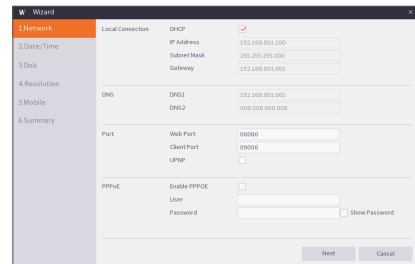 W Wizard ×
1.Network
2.Date/Time
3.Disk
4.Resolution
5.Mobile
6.Summary
Local Connection DHCP
IP Address 192.168.001.100
Subnet Mask 255.255.255.000
Gateway 192.168.001.001
DNS DNS1 192.168.001.001
DNS2 008.008.008.008
Port Web Port 00080
Client Port 09000
UPNP
PPPoE Enable PPPOE
User
Password Show Password
Next Cancel